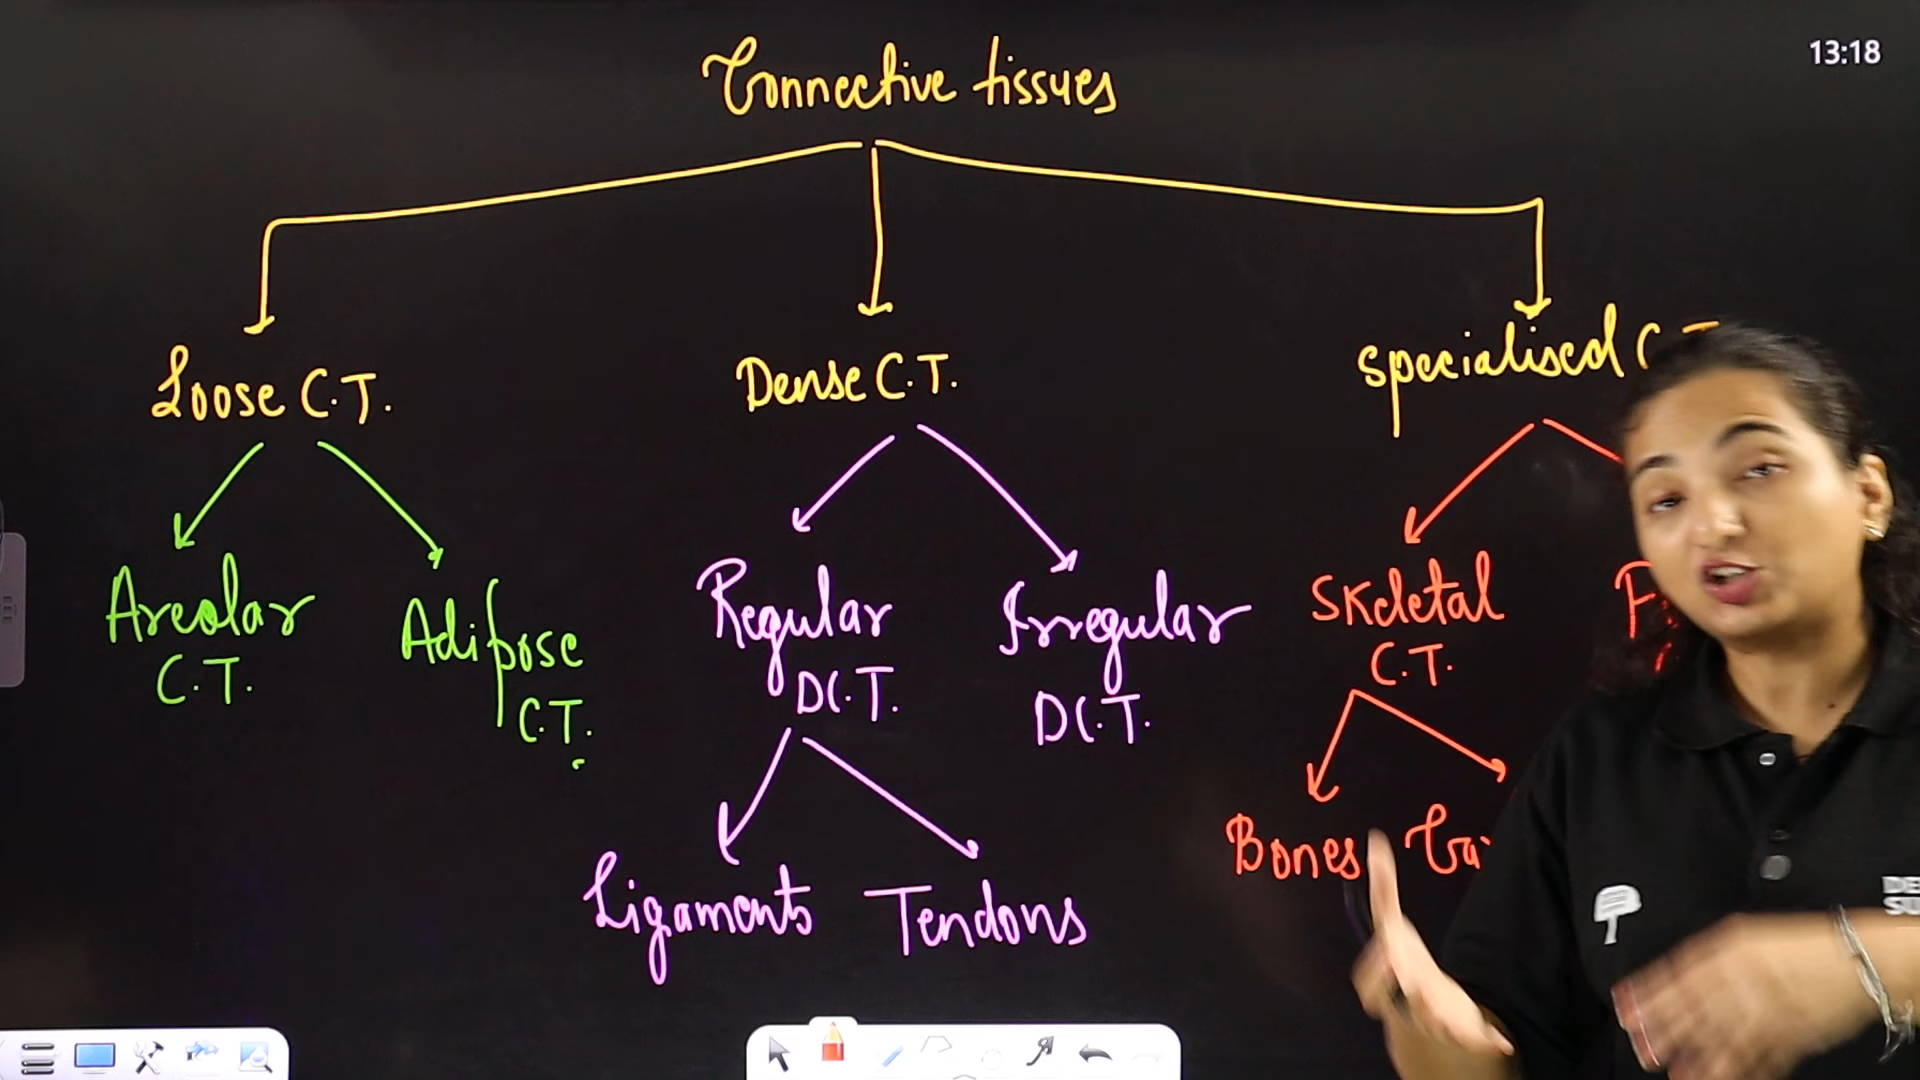 13:18
Connective tissues
Loose C.T.
Dense C.T.
Specialised C.T.
Areolar
C.T.
Adipose
C.T.
Regular
D.C.T.
Irregular
D.C.T.
Skeletal
C.T.
Ligaments
Tendons
Bones